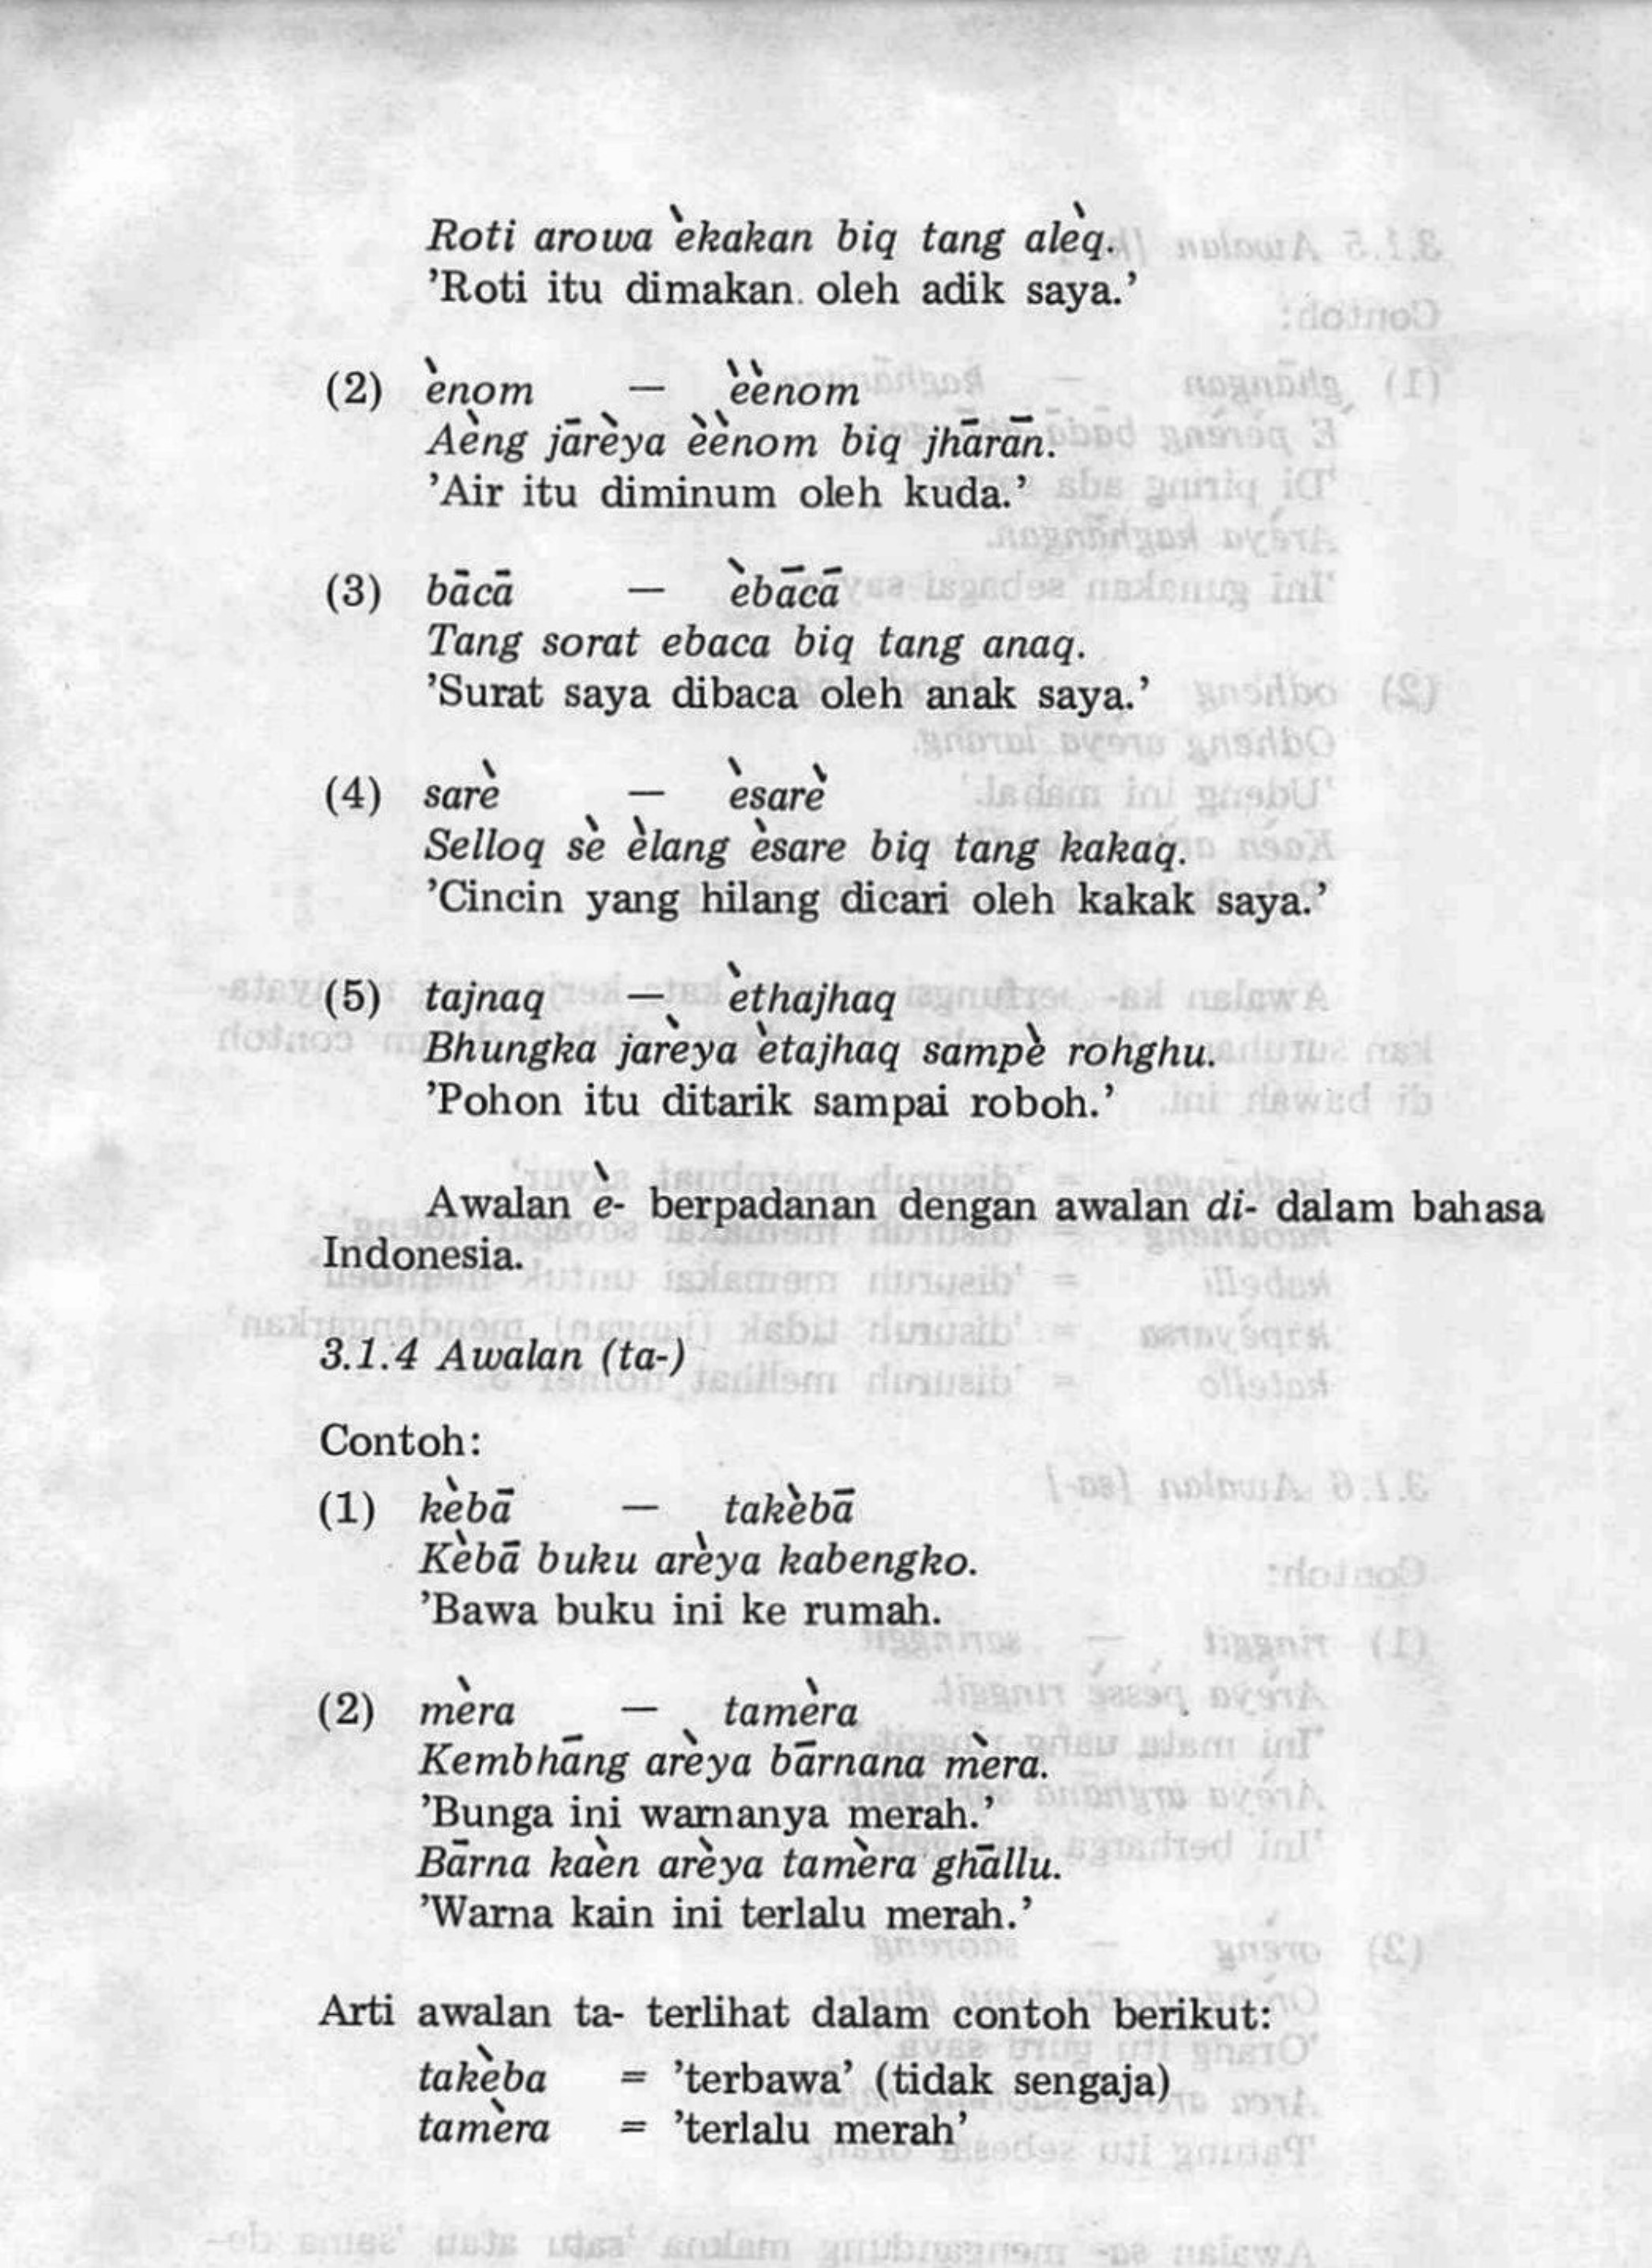 Roti arowa èkakan biq tang alèq.
'Roti itu dimakan oleh adik saya.’
(2) ènom — èènom
Aèng jārèya èènom biq jhārān.
’Air itu diminum oleh kuda.’
(3) bācā — èbācā
Tang sorat ebaca biq tang anaq.
’Surat saya dibaca oleh anak saya.’
(4) sarè — èsarè
Selloq sè èlang èsare biq tang kakaq.
’Cincin yang hilang dicari oleh kakak saya.’
(5) tajnaq — èthajhaq
Bhungka jarèya ètajhaq sampè rohghu.
’Pohon itu ditarik sampai roboh.’
Awalan è- berpadanan dengan awalan di- dalam bahasa
Indonesia.
3.1.4 Awalan (ta-)
Contoh:
(1) kèbā — takèbā
Kèbā buku arèya kabengko.
’Bawa buku ini ke rumah.
(2) mèra — tamèra
Kembhāng arèya bārnana mèra.
’Bunga ini warnanya merah.’
Bārna kaèn arèya tamèra ghāllu.
’Warna kain ini terlalu merah.’
Arti awalan ta- terlihat dalam contoh berikut:
takèba = ’terbawa’ (tidak sengaja)
tamèra = ’terlalu merah’